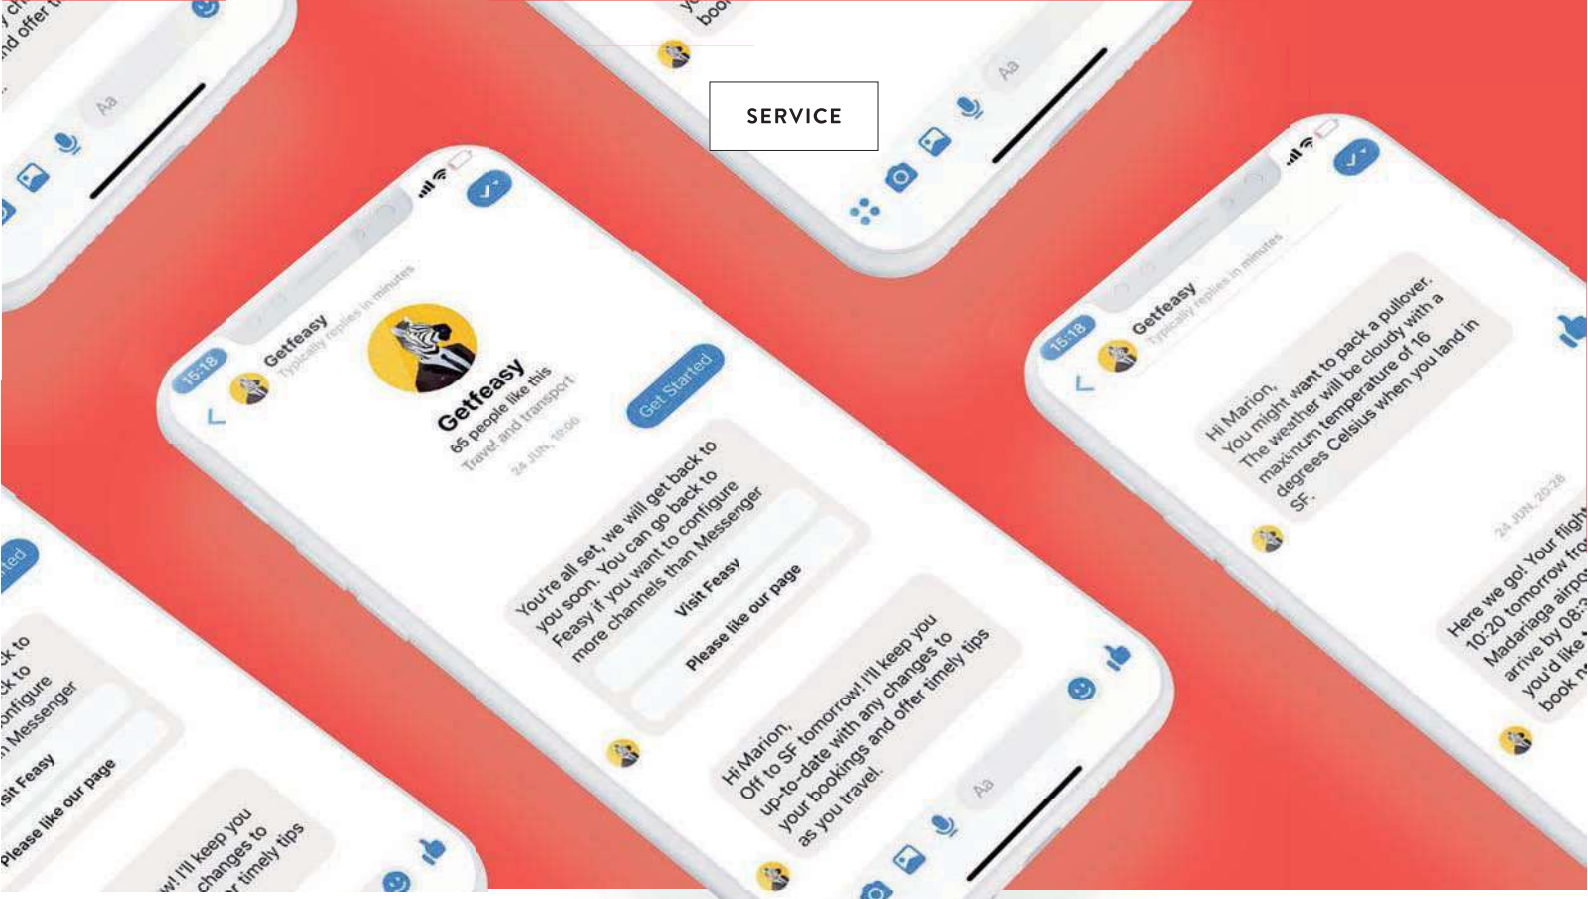 nd offer t
Aa
Aa
SERVICE
15:18
Getfeasy
Typically replies in minutes
Getfeasy
65 people like this
Travel and transport
24 JUN, 19:06
Get Started
You're all set, we will get back to
you soon. You can go back to
Feasy if you want to configure
more channels than Messenger
Visit Feasy
Please like our page
Hi Marion,
Off to SF tomorrow! I'll keep you
up-to-date with any changes to
your bookings and offer timely tips
as you travel.
Aa
15:18
Getfeasy
Typically replies in minutes
Hi Marion,
You might want to pack a pullover.
The weather will be cloudy with a
maximum temperature of 16
degrees Celsius when you land in
SF.
24 JUN, 20:28
Here we go! Your flight
10:20 tomorrow fro
Madariaga airpo
arrive by 08:3
you'd like
book
ted
ck to
ck to
onfigure
n Messenger
sit Feasy
Please like our page
w! I'll keep you
changes to
r timely tips